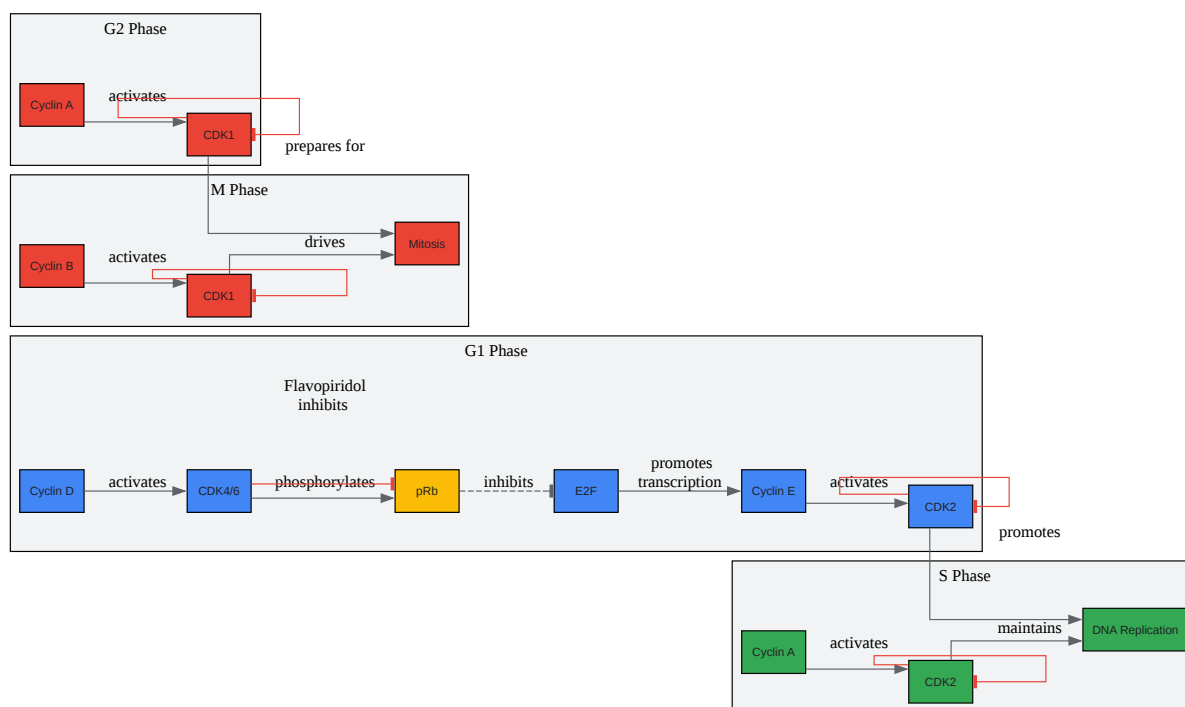 G2 Phase
activates
Cyclin A
CDK1
prepares for
M Phase
drives
Mitosis
activates
Cyclin B
CDK1
G1 Phase
Flavopiridol
inhibits
Cyclin D
activates
CDK4/6
phosphorylates
pRb
inhibits
E2F
promotes
transcription
Cyclin E
activates
CDK2
promotes
S Phase
Cyclin A
activates
CDK2
maintains
DNA Replication